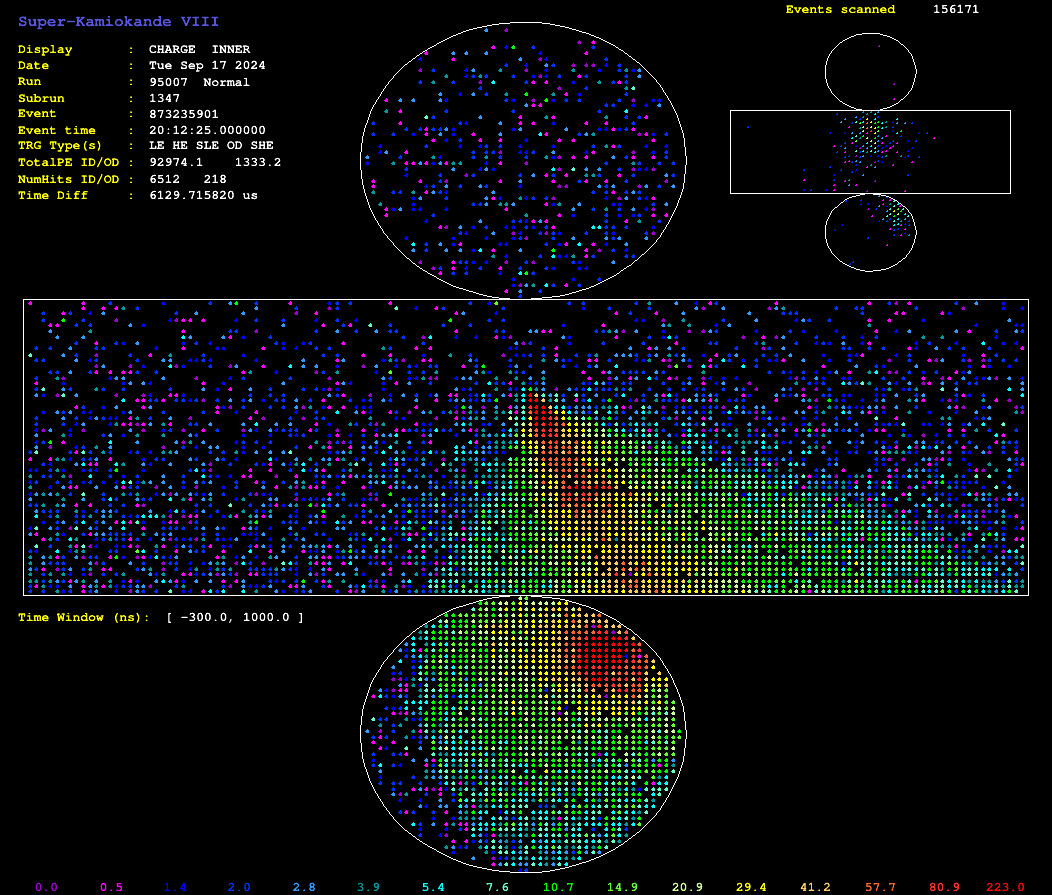 Super-Kamiokande VIII
Display : CHARGE INNER
Date : Tue Sep 17 2024
Run : 95007 Normal
Subrun : 1347
Event : 873235901
Event time : 20:12:25.000000
TRG Type(s) : LE HE SLE OD SHE
TotalPE ID/OD : 92974.1 1333.2
NumHits ID/OD : 6512 218
Time Diff : 6129.715820 us
Events scanned 156171
Time Window (ns): [ −300.0, 1000.0 ]
0.0 0.5 1.4 2.0 2.8 3.9 5.4 7.6 10.7 14.9 20.9 29.4 41.2 57.7 80.9 223.0